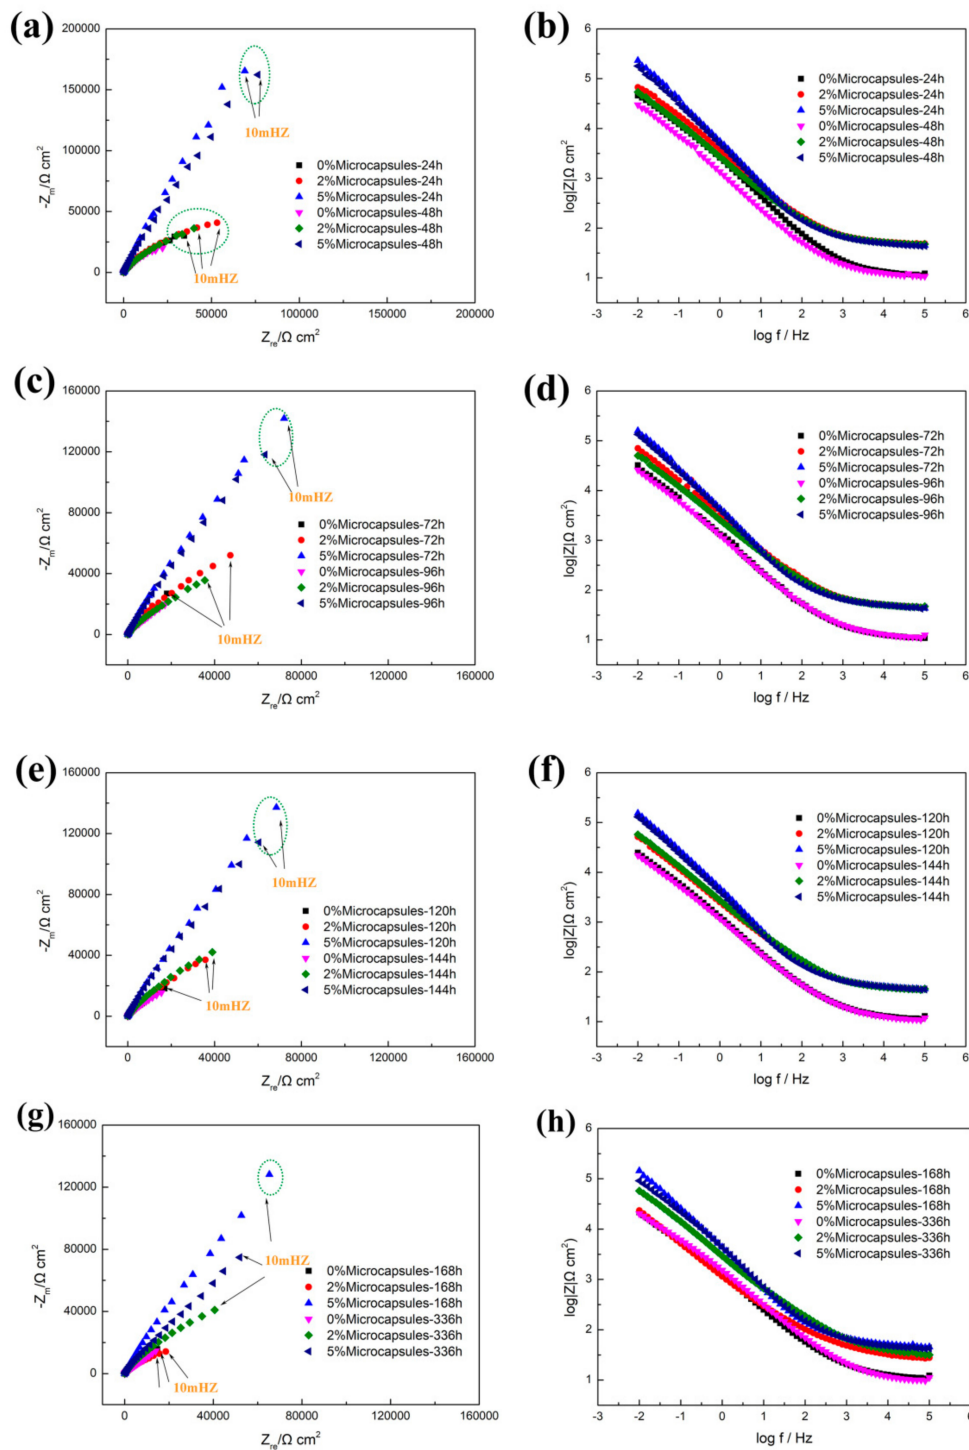 (a)
200000
150000
100000
50000
0
-Z_m/Ω cm²
10mHZ
0%Microcapsules-24h
2%Microcapsules-24h
5%Microcapsules-24h
0%Microcapsules-48h
2%Microcapsules-48h
5%Microcapsules-48h
10mHZ
0 50000 100000 150000 200000
Z_re/Ω cm²
(b)
6
5
4
3
2
1
log|Z|(Ω cm²)
0%Microcapsules-24h
2%Microcapsules-24h
5%Microcapsules-24h
0%Microcapsules-48h
2%Microcapsules-48h
5%Microcapsules-48h
-3 -2 -1 0 1 2 3 4 5 6
log f / Hz
(c)
160000
120000
80000
40000
0
-Z_m/Ω cm²
10mHZ
0%Microcapsules-72h
2%Microcapsules-72h
5%Microcapsules-72h
0%Microcapsules-96h
2%Microcapsules-96h
5%Microcapsules-96h
10mHZ
0 40000 80000 120000 160000
Z_re/Ω cm²
(d)
6
5
4
3
2
1
log|Z|(Ω cm²)
0%Microcapsules-72h
2%Microcapsules-72h
5%Microcapsules-72h
0%Microcapsules-96h
2%Microcapsules-96h
5%Microcapsules-96h
-3 -2 -1 0 1 2 3 4 5 6
log f / Hz
(e)
160000
120000
80000
40000
0
-Z_m/Ω cm²
10mHZ
0%Microcapsules-120h
2%Microcapsules-120h
5%Microcapsules-120h
0%Microcapsules-144h
2%Microcapsules-144h
5%Microcapsules-144h
10mHZ
0 40000 80000 120000 160000
Z_re/Ω cm²
(f)
6
5
4
3
2
1
log|Z|(Ω cm²)
0%Microcapsules-120h
2%Microcapsules-120h
5%Microcapsules-120h
0%Microcapsules-144h
2%Microcapsules-144h
5%Microcapsules-144h
-3 -2 -1 0 1 2 3 4 5 6
log f / Hz
(g)
160000
120000
80000
40000
0
-Z_m/Ω cm²
10mHZ
0%Microcapsules-168h
2%Microcapsules-168h
5%Microcapsules-168h
0%Microcapsules-336h
2%Microcapsules-336h
5%Microcapsules-336h
10mHZ
0 40000 80000 120000 160000
Z_re/Ω cm²
(h)
6
5
4
3
2
1
log|Z|(Ω cm²)
0%Microcapsules-168h
2%Microcapsules-168h
5%Microcapsules-168h
0%Microcapsules-336h
2%Microcapsules-336h
5%Microcapsules-336h
-3 -2 -1 0 1 2 3 4 5 6
log f / Hz